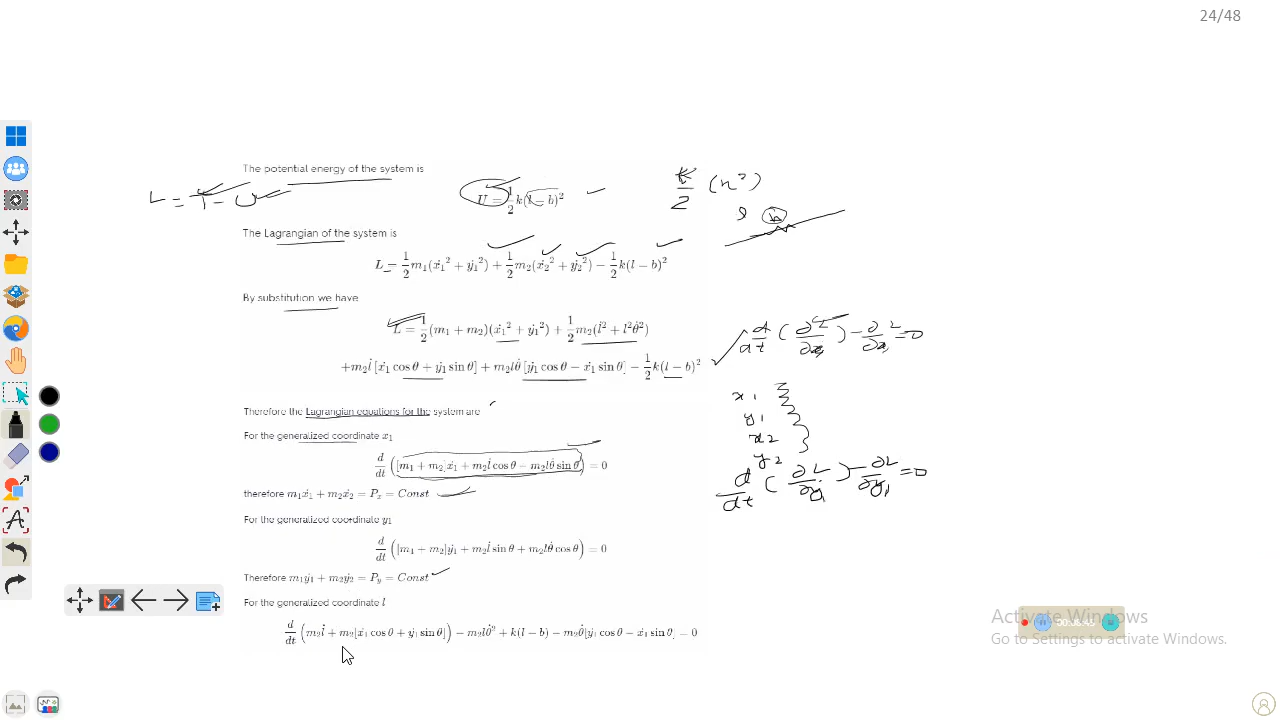 24/48
The potential energy of the system is
L = T - U
U = 1/2 k(l − b)²
k/2 (x²)
The Lagrangian of the system is
L = 1/2 m₁(ẋ₁² + ẏ₁²) + 1/2 m₂(ẋ₂² + ẏ₂²) − 1/2 k(l − b)²
By substitution we have
L = 1/2 (m₁ + m₂)(ẋ₁² + ẏ₁²) + 1/2 m₂(l̇² + l²θ̇²)
+m₂l̇ [ẋ₁ cos θ + ẏ₁ sin θ] + m₂lθ̇ [ẏ₁ cos θ − ẋ₁ sin θ] − 1/2 k(l − b)²
d/dt (∂L/∂ẋ₁) − ∂L/∂x₁ = 0
x₁
y₁
x₂
y₂
d/dt (∂L/∂ẏ₁) − ∂L/∂y₁ = 0
Therefore the Lagrangian equations for the system are
For the generalized coordinate x₁
d/dt ([m₁ + m₂]ẋ₁ + m₂l̇ cos θ − m₂lθ̇ sin θ) = 0
therefore m₁ẋ₁ + m₂ẋ₂ = Pₓ = Const
For the generalized coordinate y₁
d/dt ([m₁ + m₂]ẏ₁ + m₂l̇ sin θ + m₂lθ̇ cos θ) = 0
Therefore m₁ẏ₁ + m₂ẏ₂ = P_y = Const
For the generalized coordinate l
d/dt (m₂l̇ + m₂[ẋ₁ cos θ + ẏ₁ sin θ]) − m₂lθ̇² + k(l − b) − m₂θ̇[ẏ₁ cos θ − ẋ₁ sin θ] = 0
Activate Windows
Go to Settings to activate Windows.